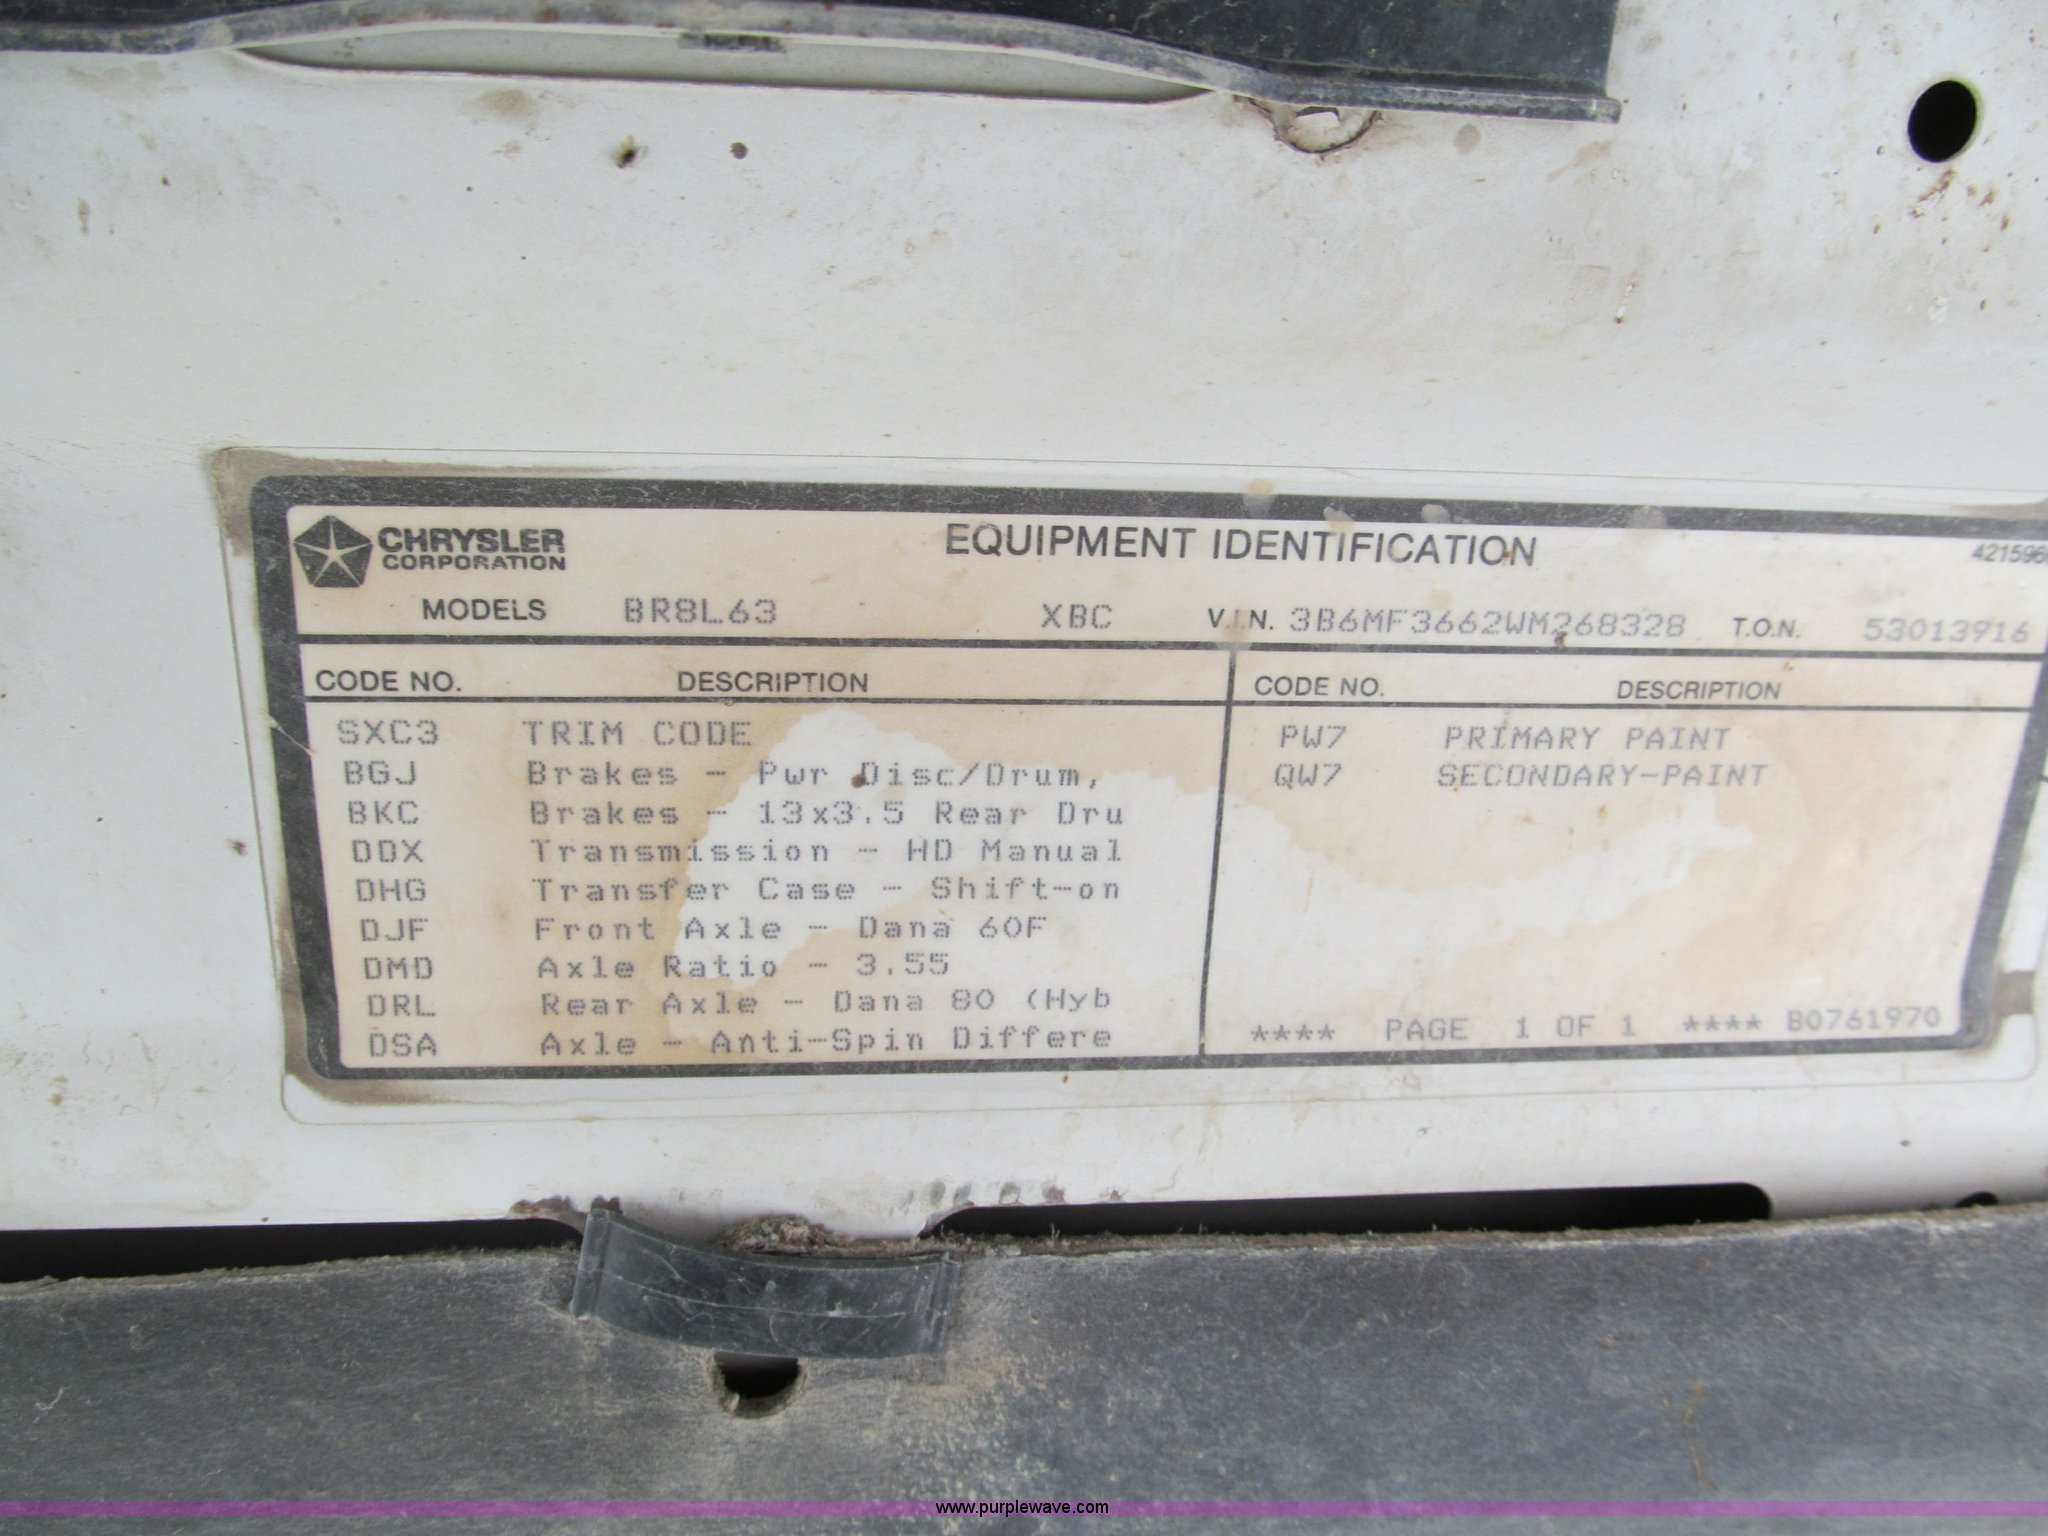 CHRYSLER
CORPORATION
EQUIPMENT IDENTIFICATION
MODELS BR8L63 XBC V.I.N. 3B6MF3662WM268328 T.O.N. 53013916
CODE NO. DESCRIPTION
SXC3 TRIM CODE
BGJ Brakes - Pwr Disc/Drum,
BKC Brakes - 13x3.5 Rear Dru
DDX Transmission - HD Manual
DHG Transfer Case - Shift-on
DJF Front Axle - Dana 60F
DMD Axle Ratio - 3.55
DRL Rear Axle - Dana 80 (Hyb
DSA Axle - Anti-Spin Differe
CODE NO. DESCRIPTION
PW7 PRIMARY PAINT
QW7 SECONDARY-PAINT
**** PAGE 1 OF 1 **** B0761970
www.purplewave.com